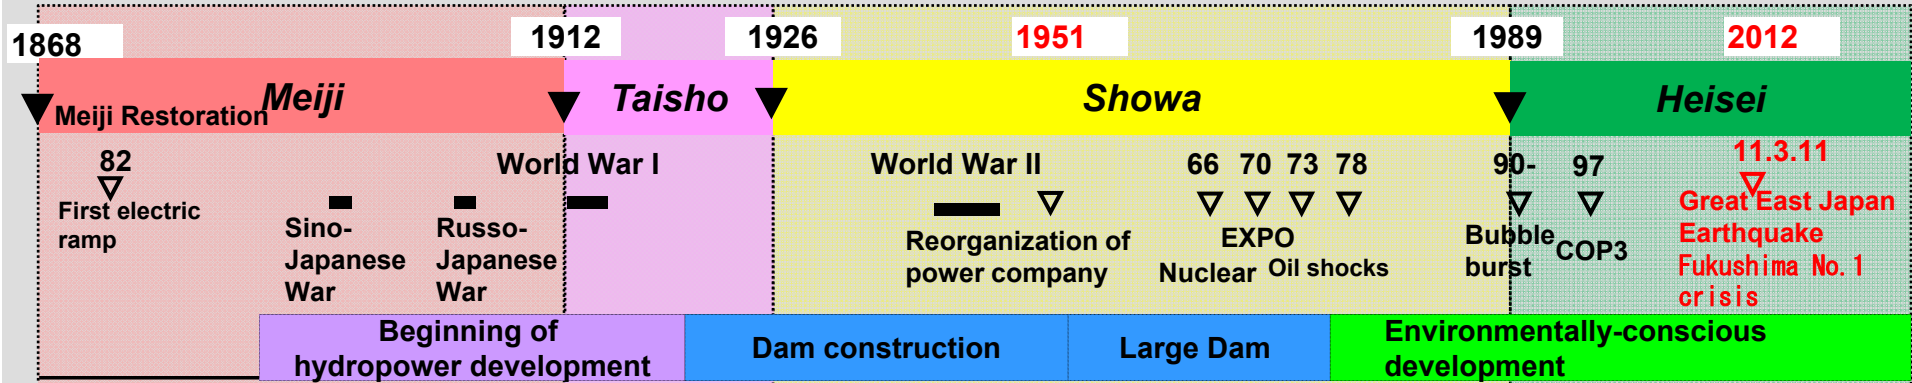 1868
1912
1926
1951
1989
2012
Meiji
Taisho
Showa
Heisei
Meiji Restoration
82
First electric
ramp
Sino-
Japanese
War
Russo-
Japanese
War
World War I
World War II
Reorganization of
power company
66 70 73 78
EXPO
Nuclear
Oil shocks
90-
Bubble
burst
97
COP3
11.3.11
Great East Japan
Earthquake
Fukushima No.1
crisis
Beginning of
hydropower development
Dam construction
Large Dam
Environmentally-conscious
development